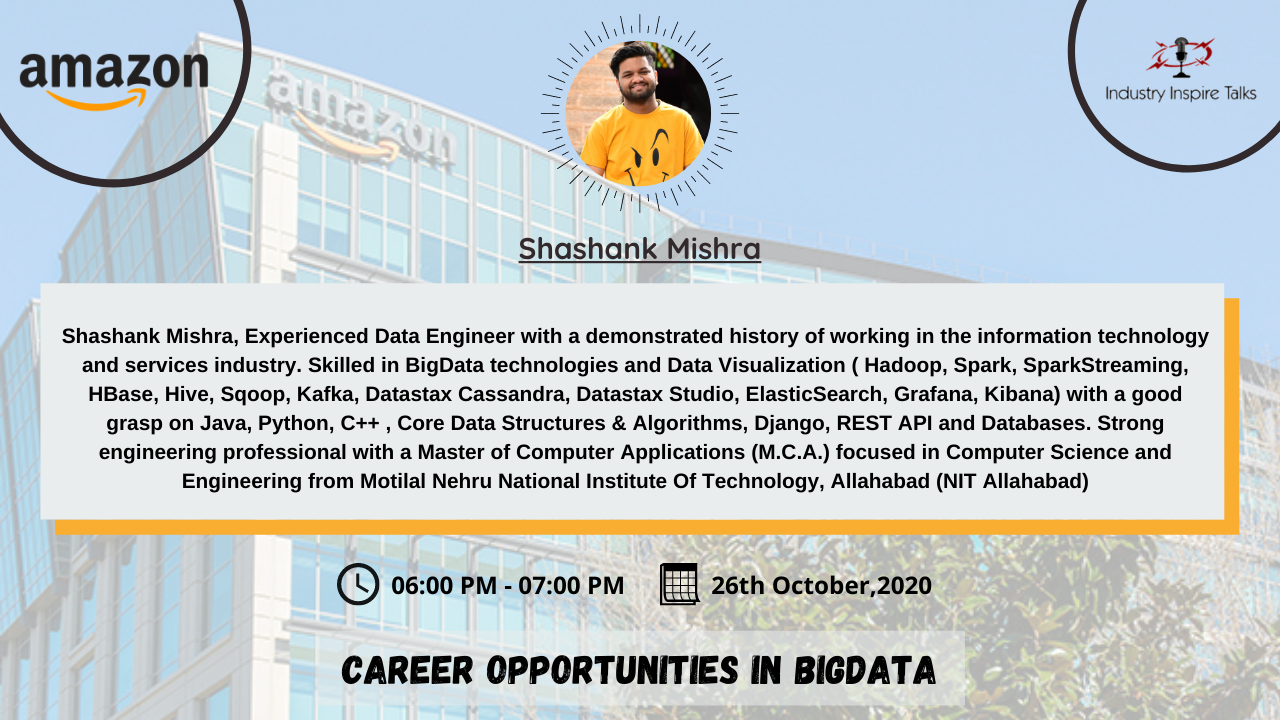 amazon
amazon
Industry Inspire Talks
Shashank Mishra
Shashank Mishra, Experienced Data Engineer with a demonstrated history of working in the information technology
and services industry. Skilled in BigData technologies and Data Visualization ( Hadoop, Spark, SparkStreaming,
HBase, Hive, Sqoop, Kafka, Datastax Cassandra, Datastax Studio, ElasticSearch, Grafana, Kibana) with a good
grasp on Java, Python, C++ , Core Data Structures & Algorithms, Django, REST API and Databases. Strong
engineering professional with a Master of Computer Applications (M.C.A.) focused in Computer Science and
Engineering from Motilal Nehru National Institute Of Technology, Allahabad (NIT Allahabad)
06:00 PM - 07:00 PM
26th October,2020
CAREER OPPORTUNITIES IN BIGDATA